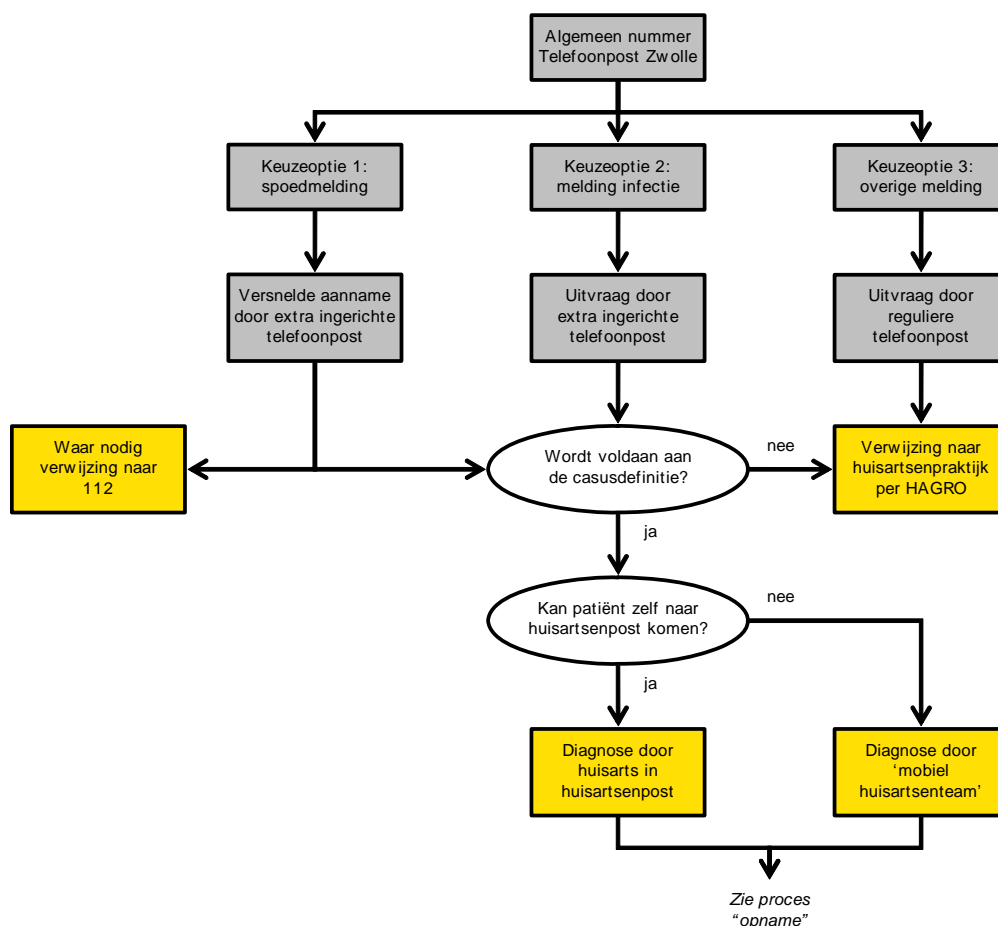 Algemeen nummer
Telefoonpost Zwolle
Keuzeoptie 1:
spoedmelding
Keuzeoptie 2:
melding infectie
Keuzeoptie 3:
overige melding
Versnelde aanname
door extra ingerichte
telefoonpost
Uitvraag door
extra ingerichte
telefoonpost
Uitvraag door
reguliere
telefoonpost
Waar nodig
verwijzing naar
112
Wordt voldaan aan
de casusdefinitie?
nee
Verwijzing naar
huisartsenpraktijk
per HAGRO
ja
Kan patiënt zelf naar
huisartsenpost komen?
nee
ja
Diagnose door
huisarts in
huisartsenpost
Diagnose door
‘mobiel
huisartsenteam’
Zie proces
“opname”